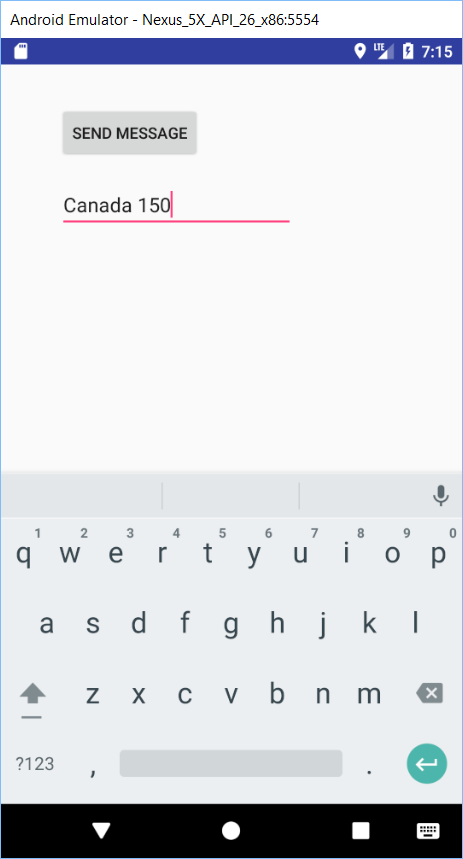 Android Emulator - Nexus_5X_API_26_x86:5554
LTE 7:15
SEND MESSAGE
Canada 150
1 2 3 4 5 6 7 8 9 0
q w e r t y u i o p
a s d f g h j k l
z x c v b n m
?123 , .